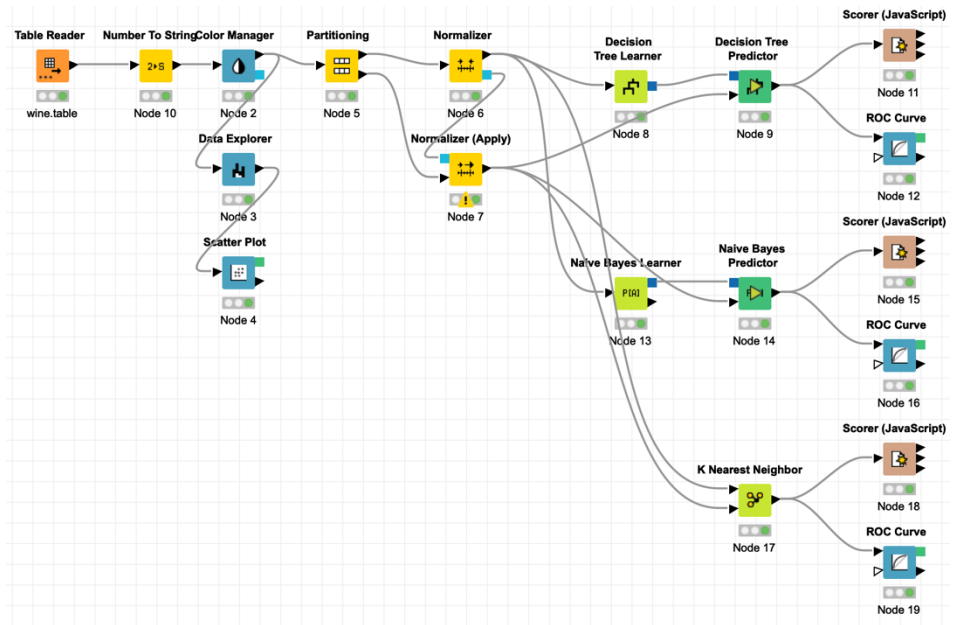 Scorer (JavaScript)
Table Reader
Number To String
Color Manager
Partitioning
Normalizer
Decision
Tree Learner
Decision Tree
Predictor
2▸S
Node 11
wine.table
Node 10
Node 2
Node 5
Node 6
Node 8
Node 9
ROC Curve
Data Explorer
Normalizer (Apply)
Node 12
Node 3
Node 7
Scorer (JavaScript)
Scatter Plot
Naive Bayes Learner
Naive Bayes
Predictor
P[A]
Node 15
Node 4
Node 13
Node 14
ROC Curve
Node 16
Scorer (JavaScript)
K Nearest Neighbor
Node 18
Node 17
ROC Curve
Node 19